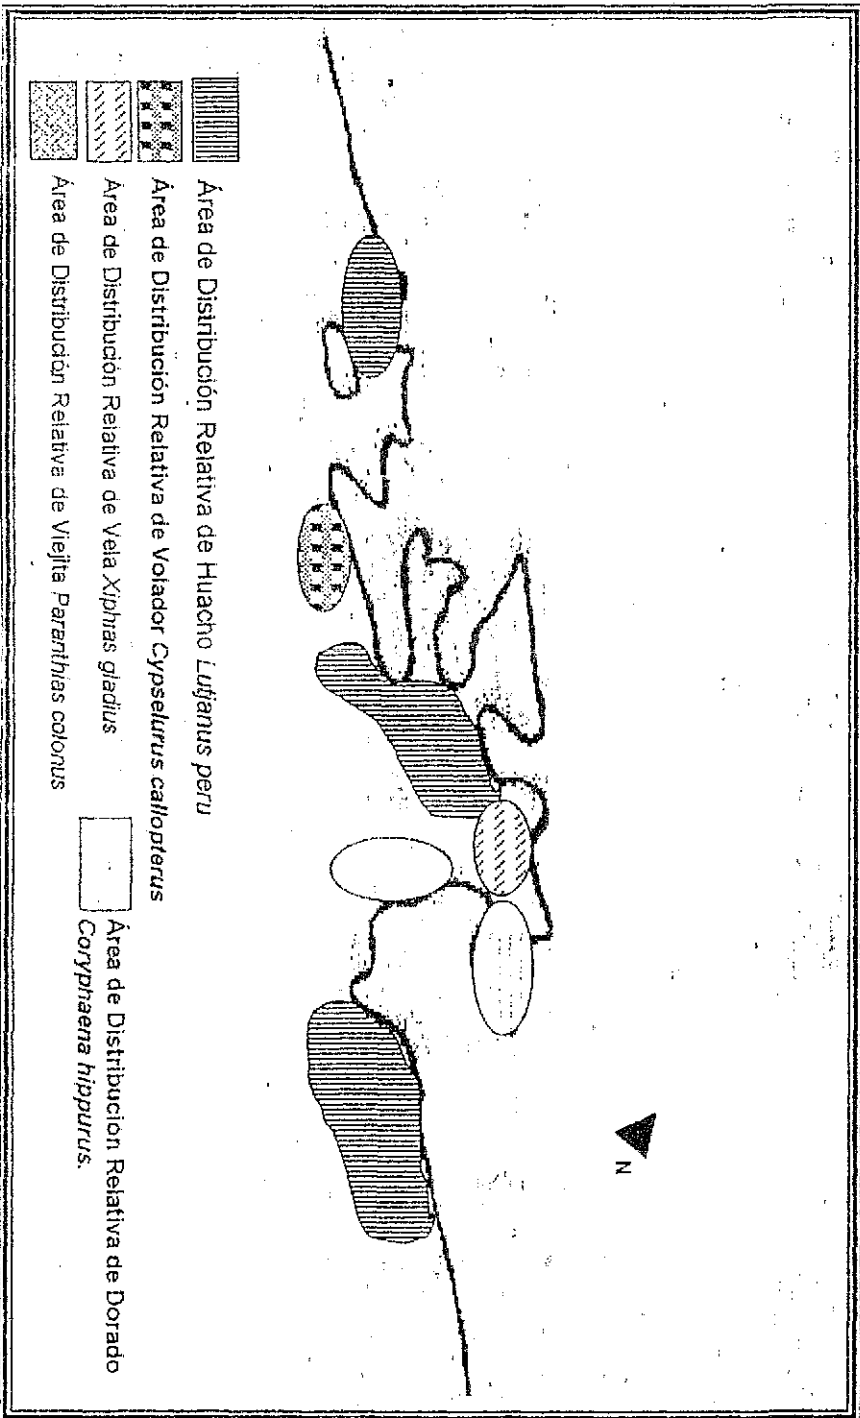 N
Área de Distribución Relativa de Huacho Lutjanus peru
Área de Distribución Relativa de Volador Cypselurus callopterus
Área de Distribución Relativa de Vela Xiphras gladius
Área de Distribución Relativa de Viejita Paranthias colonus
Área de Distribución Relativa de Dorado
Coryphaena hippurus.